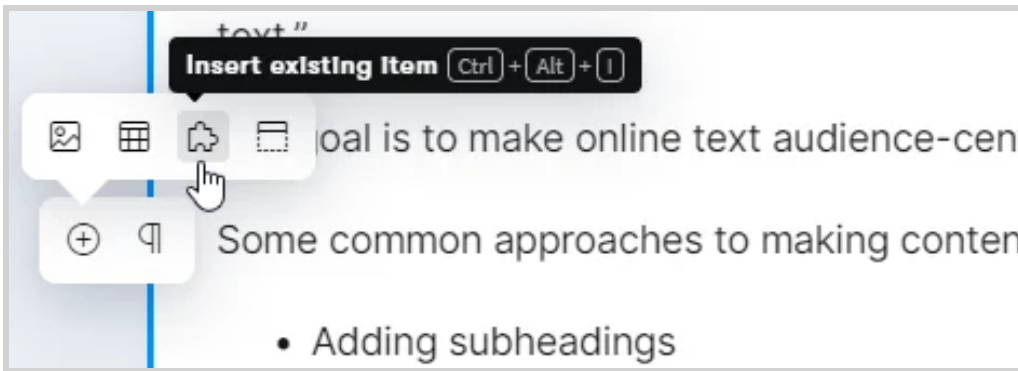 text.”
Insert existing item Ctrl + Alt + I
goal is to make online text audience-cen
Some common approaches to making conten
• Adding subheadings